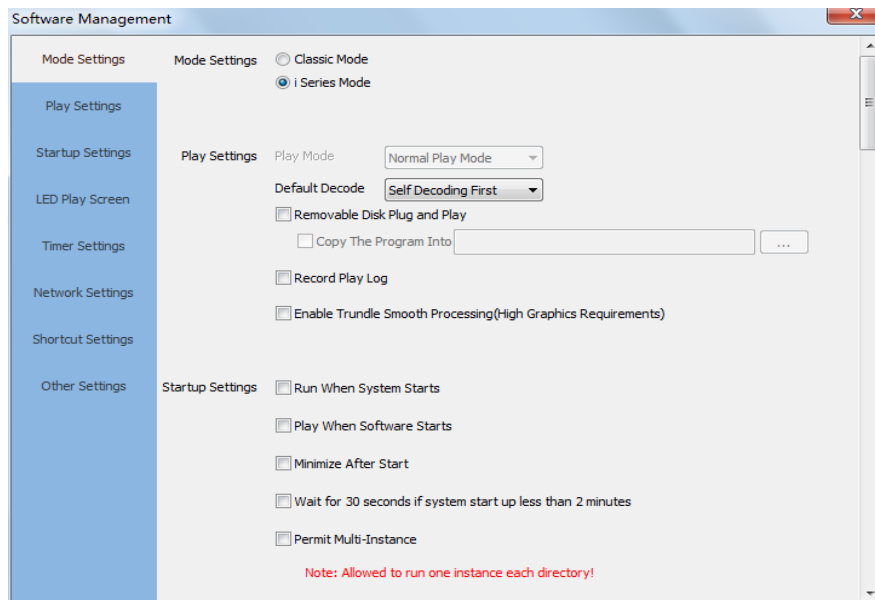 Software Management
Mode Settings
Play Settings
Startup Settings
LED Play Screen
Timer Settings
Network Settings
Shortcut Settings
Other Settings
Mode Settings
Classic Mode
i Series Mode
Play Settings
Play Mode Normal Play Mode
Default Decode Self Decoding First
Removable Disk Plug and Play
Copy The Program Into ...
Record Play Log
Enable Trundle Smooth Processing(High Graphics Requirements)
Startup Settings
Run When System Starts
Play When Software Starts
Minimize After Start
Wait for 30 seconds if system start up less than 2 minutes
Permit Multi-Instance
Note: Allowed to run one instance each directory!